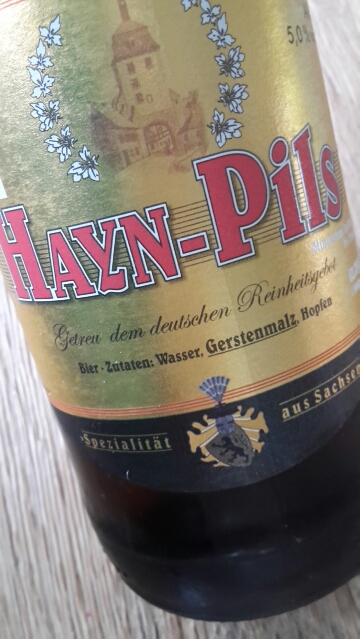 5,0%
HAYN-Pils
Getreu dem deutschen Reinheitsgebot
Bier - Zutaten: Wasser, Gerstenmalz, Hopfen
Spezialität
aus Sachsen